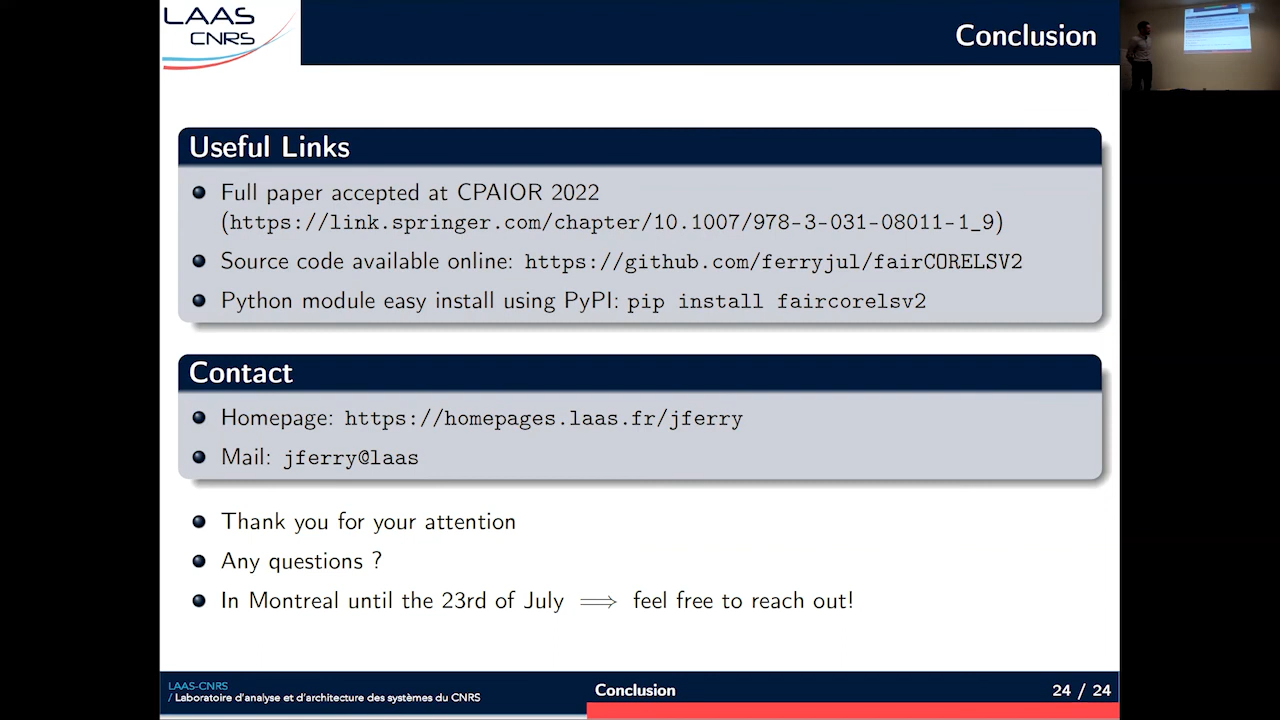 LAAS
CNRS
Conclusion
Useful Links
Full paper accepted at CPAIOR 2022
(https://link.springer.com/chapter/10.1007/978-3-031-08011-1_9)
Source code available online: https://github.com/ferryjul/fairCORELSV2
Python module easy install using PyPI: pip install faircorelsv2
Contact
Homepage: https://homepages.laas.fr/jferry
Mail: jferry@laas
Thank you for your attention
Any questions ?
In Montreal until the 23rd of July ⟹ feel free to reach out!
LAAS-CNRS
/ Laboratoire d'analyse et d'architecture des systèmes du CNRS
Conclusion
24 / 24